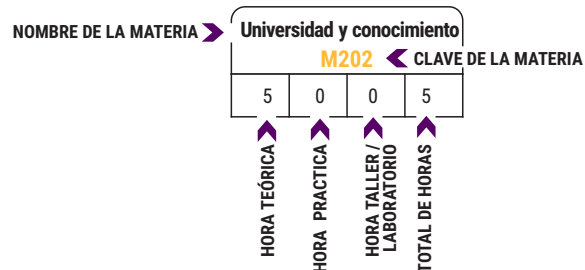 NOMBRE DE LA MATERIA
Universidad y conocimiento
M202
CLAVE DE LA MATERIA
5 0 0 5
HORA TEÓRICA
HORA PRACTICA
HORA TALLER /
LABORATORIO
TOTAL DE HORAS